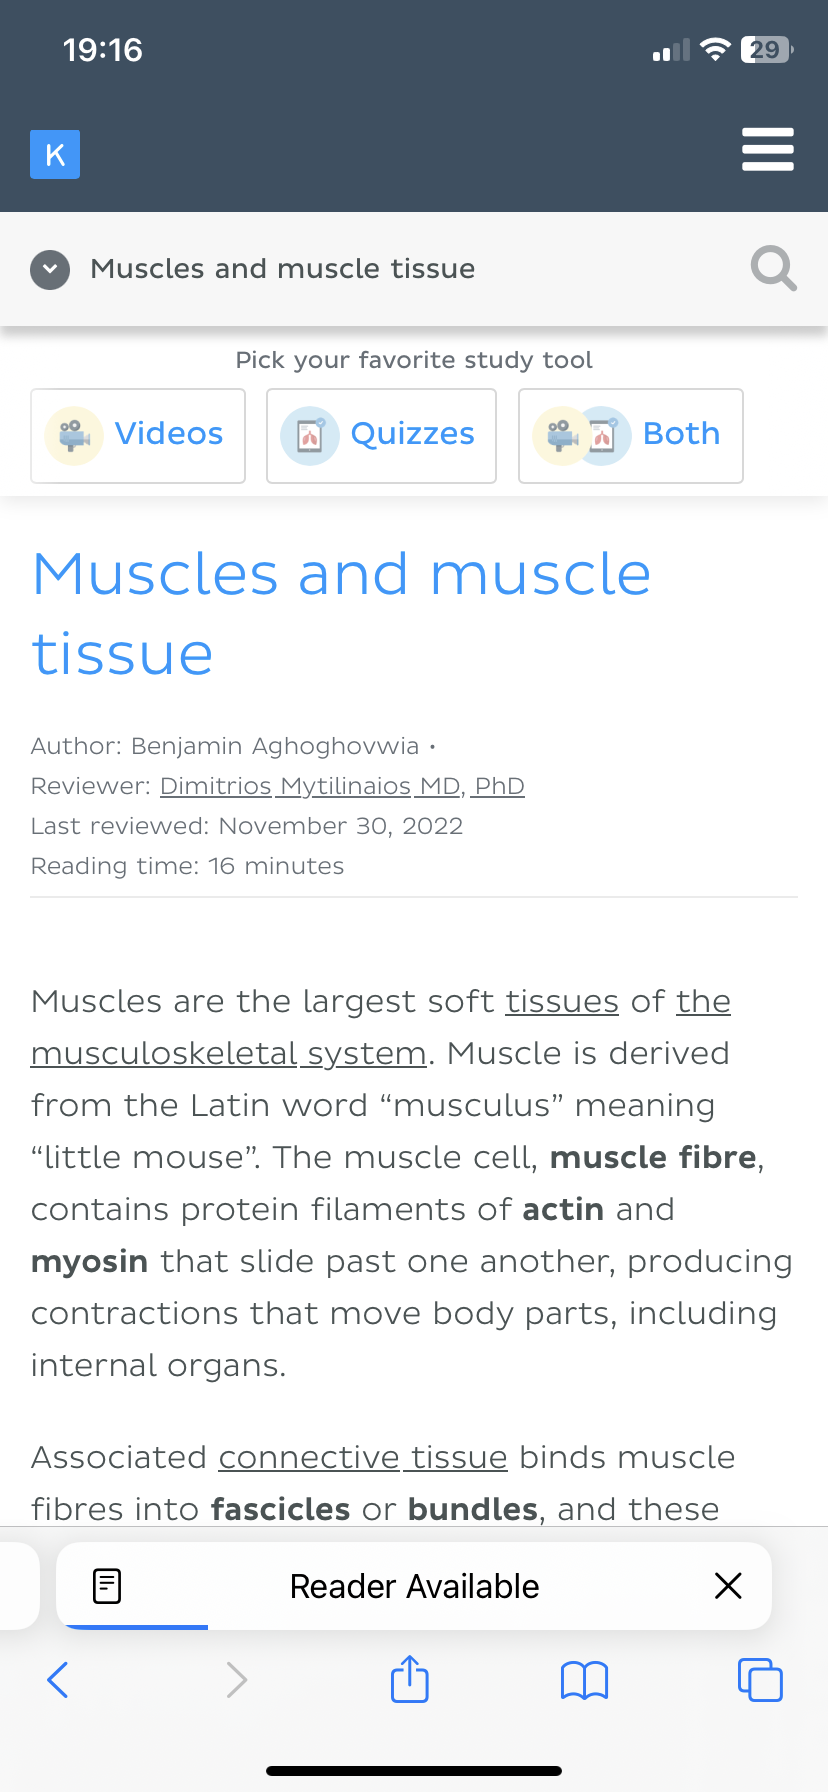 19:16
29
K
Muscles and muscle tissue
Pick your favorite study tool
Videos
Quizzes
Both
Muscles and muscle
tissue
Author: Benjamin Aghoghovwia •
Reviewer: Dimitrios Mytilinaios MD, PhD
Last reviewed: November 30, 2022
Reading time: 16 minutes
Muscles are the largest soft tissues of the
musculoskeletal system. Muscle is derived
from the Latin word “musculus” meaning
“little mouse”. The muscle cell, muscle fibre,
contains protein filaments of actin and
myosin that slide past one another, producing
contractions that move body parts, including
internal organs.
Associated connective tissue binds muscle
fibres into fascicles or bundles, and these
Reader Available